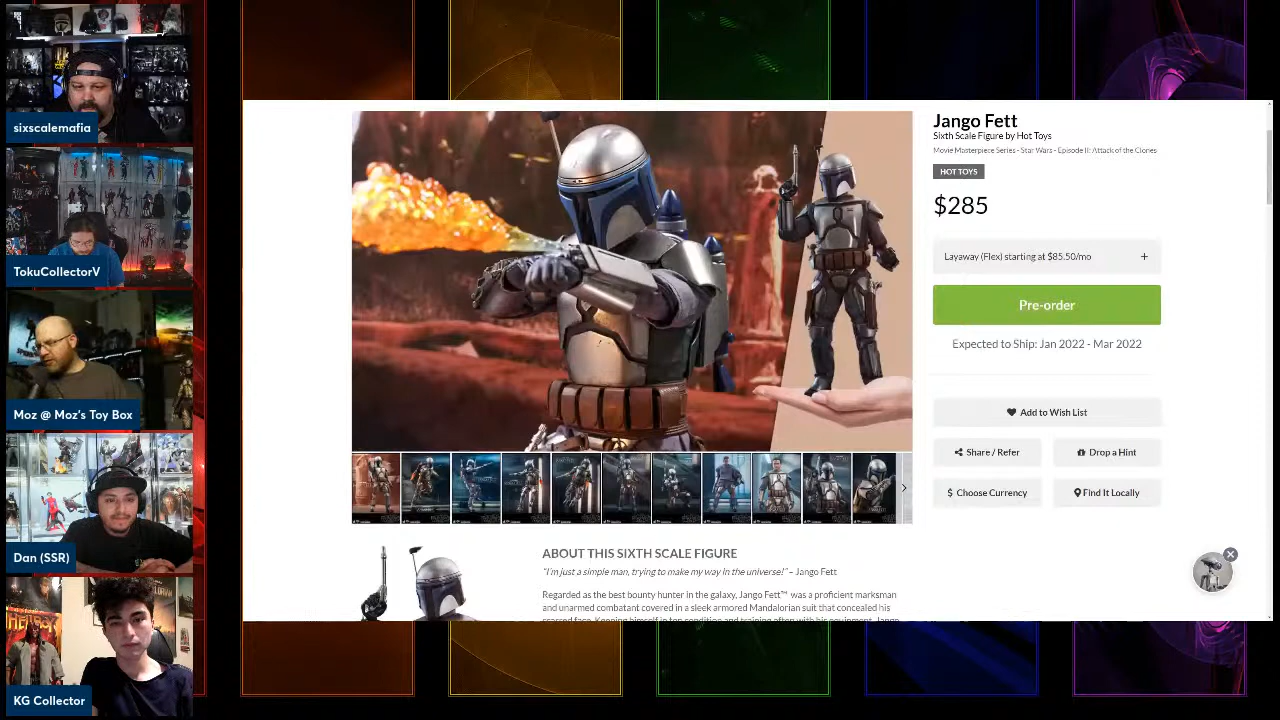 sixscalemafia
TokuCollectorV
Moz @ Moz's Toy Box
Dan (SSR)
KG Collector
Jango Fett
Sixth Scale Figure by Hot Toys
Movie Masterpiece Series - Star Wars - Episode II: Attack of the Clones
HOT TOYS
$285
Layaway (Flex) starting at $85.50/mo +
Pre-order
Expected to Ship: Jan 2022 - Mar 2022
Add to Wish List
Share / Refer
Drop a Hint
$ Choose Currency
Find It Locally
ABOUT THIS SIXTH SCALE FIGURE
"I'm just a simple man, trying to make my way in the universe!" – Jango Fett
Regarded as the best bounty hunter in the galaxy, Jango Fett™ was a proficient marksman
and unarmed combatant covered in a sleek armored Mandalorian suit that concealed his